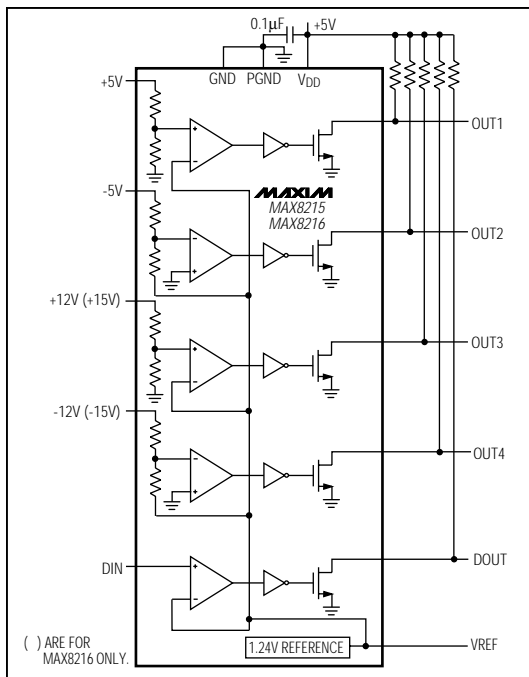 0.1µF
+5V
GND PGND VDD
+5V
OUT1
MAXIM
MAX8215
MAX8216
-5V
OUT2
+12V (+15V)
OUT3
-12V (-15V)
OUT4
DIN
DOUT
1.24V REFERENCE
VREF
( ) ARE FOR
MAX8216 ONLY.
+
-
-
+
+
-
-
+
+
-